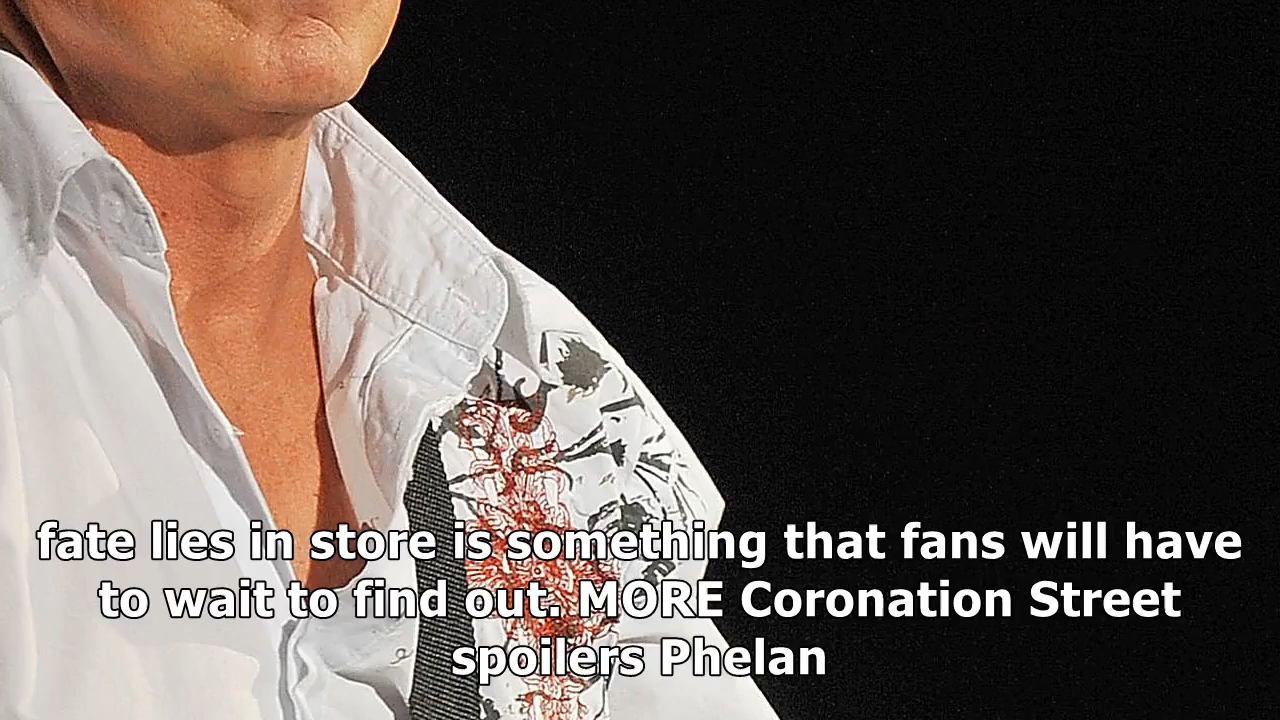 fate lies in store is something that fans will have
to wait to find out. MORE Coronation Street
spoilers Phelan